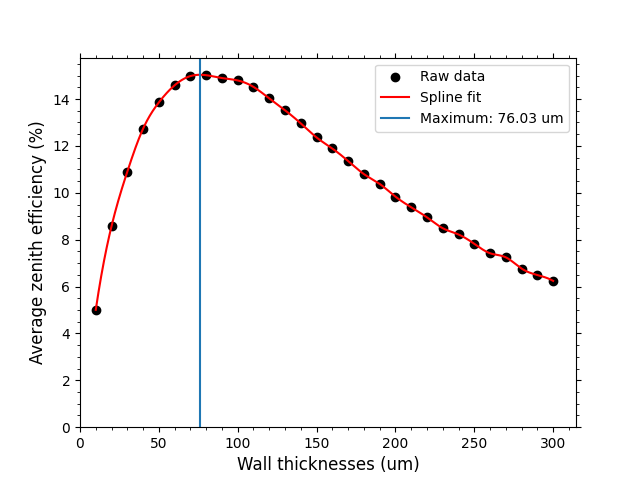 Raw data
Spline fit
Maximum: 76.03 um
Average zenith efficiency (%)
14
12
10
8
6
4
2
0
0 50 100 150 200 250 300
Wall thicknesses (um)